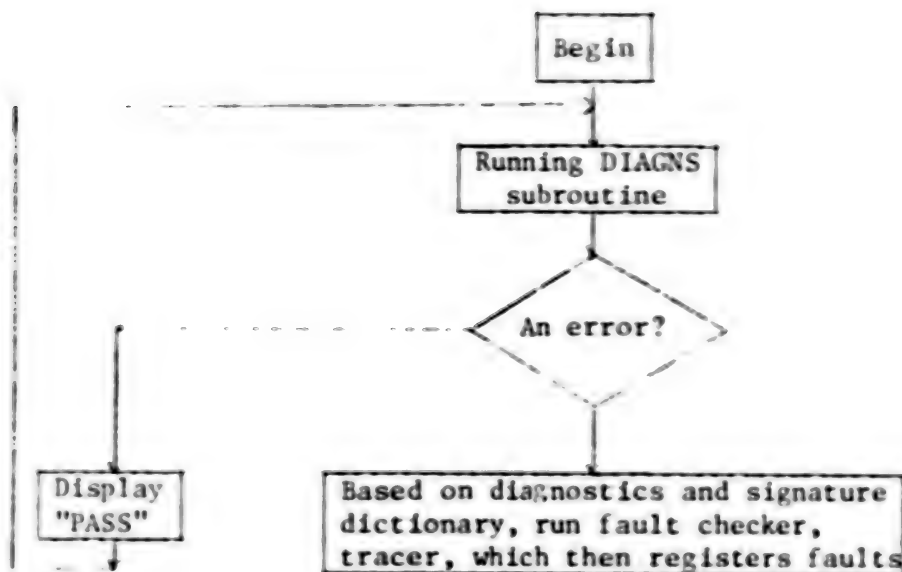 Begin
Running DIAGNS
subroutine
An error?
Display
"PASS"
Based on diagnostics and signature
dictionary, run fault checker,
tracer, which then registers faults